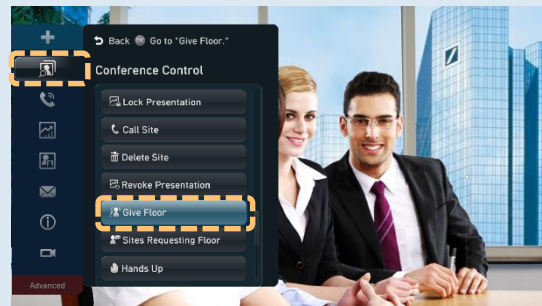 Back OK Go to "Give Floor."
Conference Control
Lock Presentation
Call Site
Delete Site
Revoke Presentation
Give Floor
Sites Requesting Floor
Hands Up
Advanced